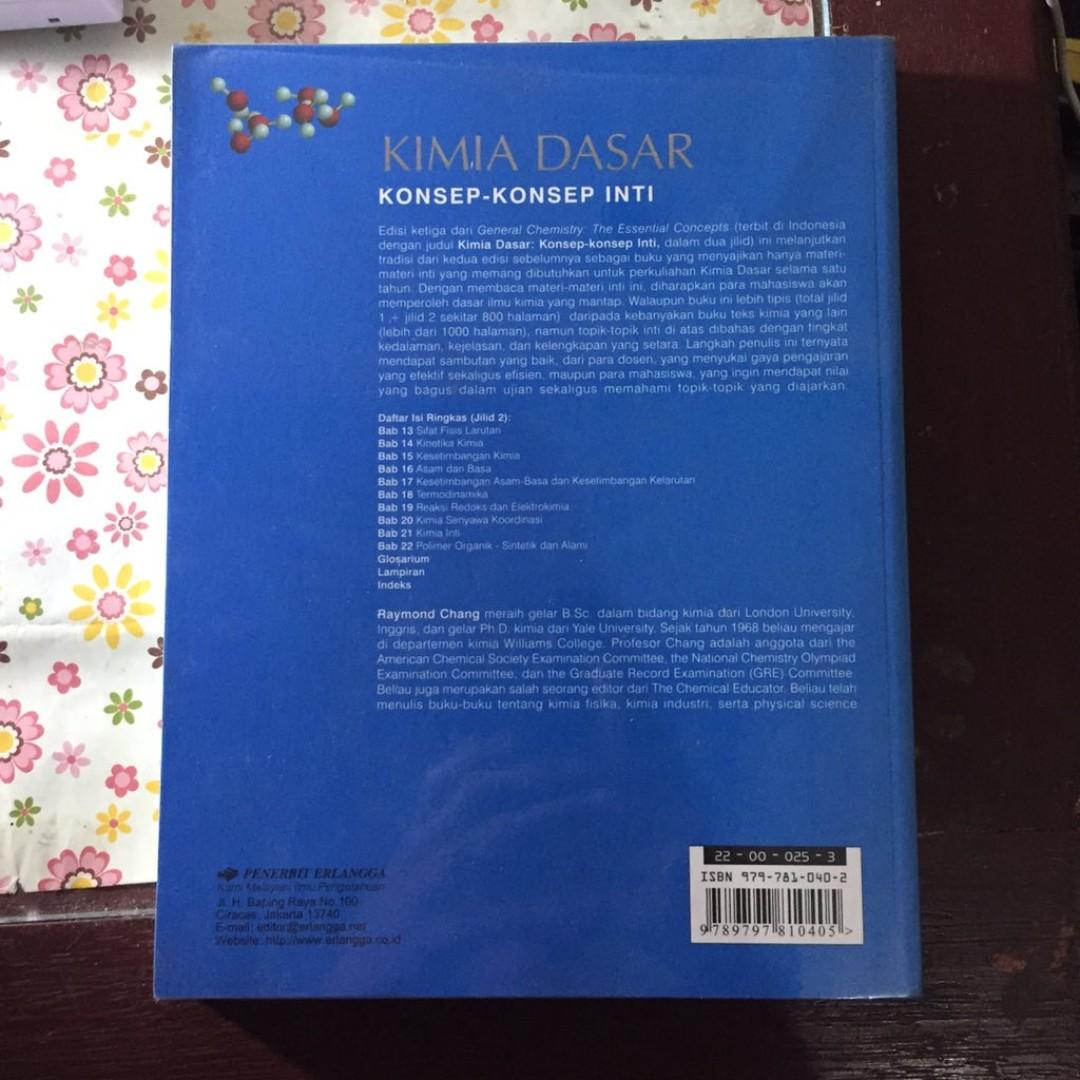 KIMIA DASAR
KONSEP-KONSEP INTI
Edisi ketiga dari General Chemistry: The Essential Concepts (terbit di Indonesia
dengan judul Kimia Dasar: Konsep-konsep Inti, dalam dua jilid) ini melanjutkan
tradisi dari kedua edisi sebelumnya sebagai buku yang menyajikan hanya materi-
materi inti yang memang dibutuhkan untuk perkuliahan Kimia Dasar selama satu
tahun. Dengan membaca materi-materi inti ini, diharapkan para mahasiswa akan
memperoleh dasar ilmu kimia yang mantap. Walaupun buku ini lebih tipis (total jilid
1 + jilid 2 sekitar 800 halaman) daripada kebanyakan buku teks kimia yang lain
(lebih dari 1000 halaman), namun topik-topik inti di atas dibahas dengan tingkat
kedalaman, kejelasan, dan kelengkapan yang setara. Langkah penulis ini ternyata
mendapat sambutan yang baik, dari para dosen, yang menyukai gaya pengajaran
yang efektif sekaligus efisien, maupun para mahasiswa, yang ingin mendapat nilai
yang bagus dalam ujian sekaligus memahami topik-topik yang diajarkan.
Daftar Isi Ringkas (Jilid 2):
Bab 13 Sifat Fisis Larutan
Bab 14 Kinetika Kimia
Bab 15 Kesetimbangan Kimia
Bab 16 Asam dan Basa
Bab 17 Kesetimbangan Asam-Basa dan Kesetimbangan Kelarutan
Bab 18 Termodinamika
Bab 19 Reaksi Redoks dan Elektrokimia
Bab 20 Kimia Senyawa Koordinasi
Bab 21 Kimia Inti
Bab 22 Polimer Organik - Sintetik dan Alami
Glosarium
Lampiran
Indeks
Raymond Chang meraih gelar B.Sc. dalam bidang kimia dari London University,
Inggris, dan gelar Ph.D. kimia dari Yale University. Sejak tahun 1968 beliau mengajar
di departemen kimia Williams College. Profesor Chang adalah anggota dari the
American Chemical Society Examination Committee, the National Chemistry Olympiad
Examination Committee, dan the Graduate Record Examination (GRE) Committee
Beliau juga merupakan salah seorang editor dari The Chemical Educator. Beliau telah
menulis buku-buku tentang kimia fisika, kimia industri, serta physical science
PENERBIT ERLANGGA
Kami Melayani Ilmu Pengetahuan
Jl. H. Baping Raya No.100
Ciracas, Jakarta 13740
E-mail: editor@erlangga.net
Website: http://www.erlangga.co.id
22 - 00 - 025 - 3
ISBN 979-781-040-2
9 789797 810405 >